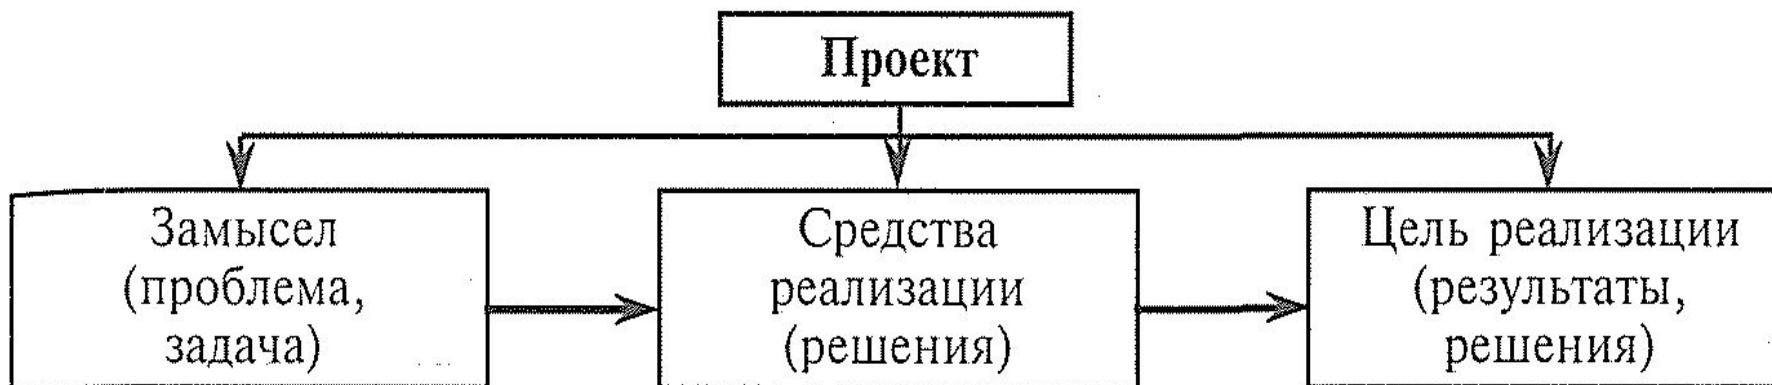 Проект
Замысел
(проблема,
задача)
Средства
реализации
(решения)
Цель реализации
(результаты,
решения)